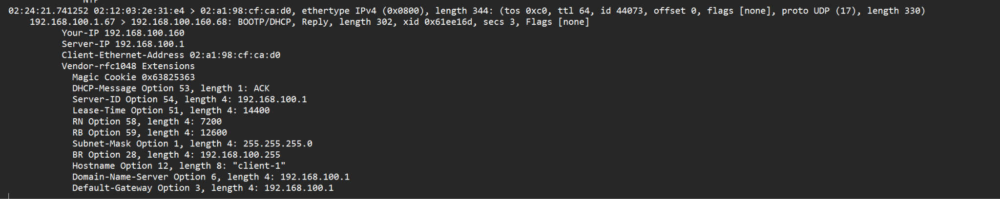 NTP
02:24:21.741252 02:12:03:2e:31:e4 > 02:a1:98:cf:ca:d0, ethertype IPv4 (0x0800), length 344: (tos 0xc0, ttl 64, id 44073, offset 0, flags [none], proto UDP (17), length 330)
192.168.100.1.67 > 192.168.100.160.68: BOOTP/DHCP, Reply, length 302, xid 0x61ee16d, secs 3, Flags [none]
Your-IP 192.168.100.160
Server-IP 192.168.100.1
Client-Ethernet-Address 02:a1:98:cf:ca:d0
Vendor-rfc1048 Extensions
Magic Cookie 0x63825363
DHCP-Message Option 53, length 1: ACK
Server-ID Option 54, length 4: 192.168.100.1
Lease-Time Option 51, length 4: 14400
RN Option 58, length 4: 7200
RB Option 59, length 4: 12600
Subnet-Mask Option 1, length 4: 255.255.255.0
BR Option 28, length 4: 192.168.100.255
Hostname Option 12, length 8: "client-1"
Domain-Name-Server Option 6, length 4: 192.168.100.1
Default-Gateway Option 3, length 4: 192.168.100.1